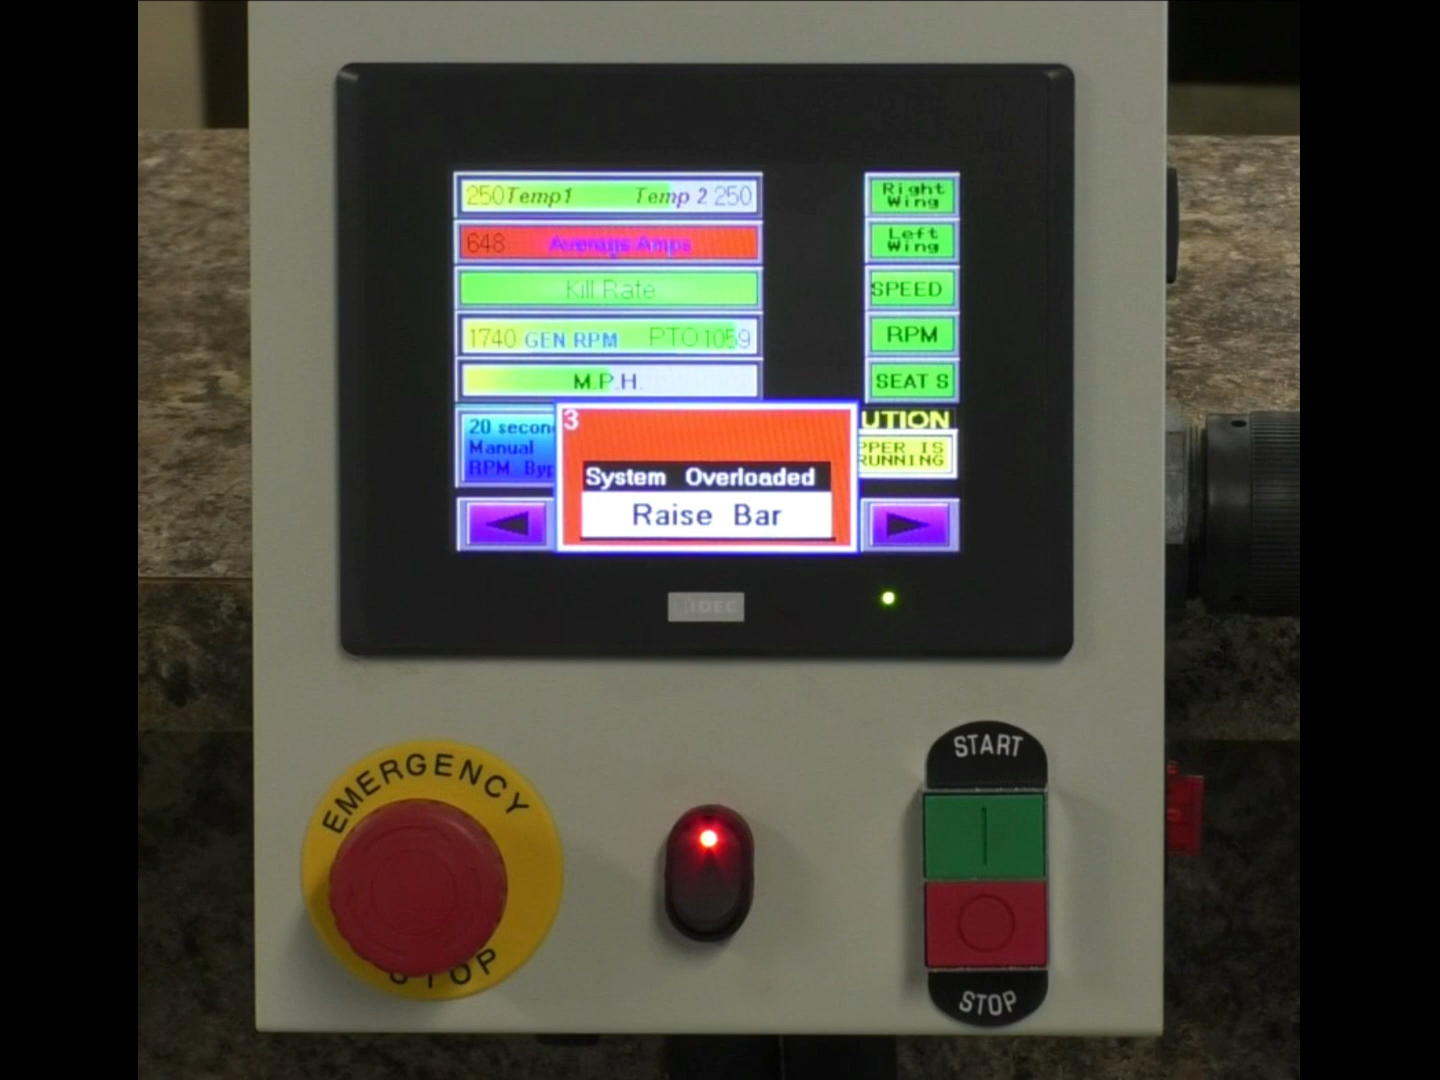 250 Temp1 Temp 2 250
Right
Wing
648 Average Amps
Left
Wing
Kill Rate
SPEED
1740 GEN RPM PTO 1059
RPM
M.P.H.
SEAT S
20 secon
Manual
RPM Byp
3
System Overloaded
Raise Bar
UTION
PPER IS
RUNNING
IDEC
EMERGENCY
STOP
START
STOP